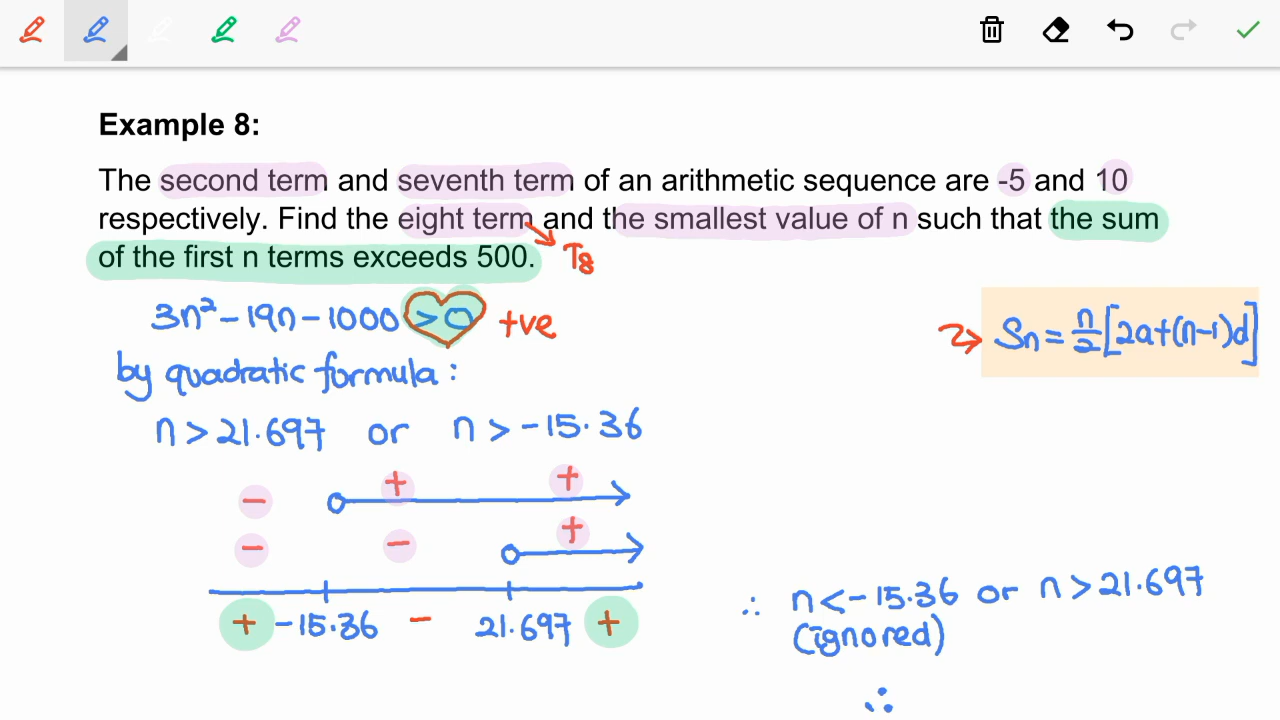 Example 8:
The second term and seventh term of an arithmetic sequence are -5 and 10
respectively. Find the eight term and the smallest value of n such that the sum
of the first n terms exceeds 500.
T8
3n² - 19n - 1000 > 0 +ve
2→ Sn = n/2 [2a+(n-1)d]
by quadratic formula :
n > 21.697 or n > -15.36
- + +
- - +
+ -15.36 - 21.697 +
∴ n < -15.36 or n > 21.697
(ignored)
∴